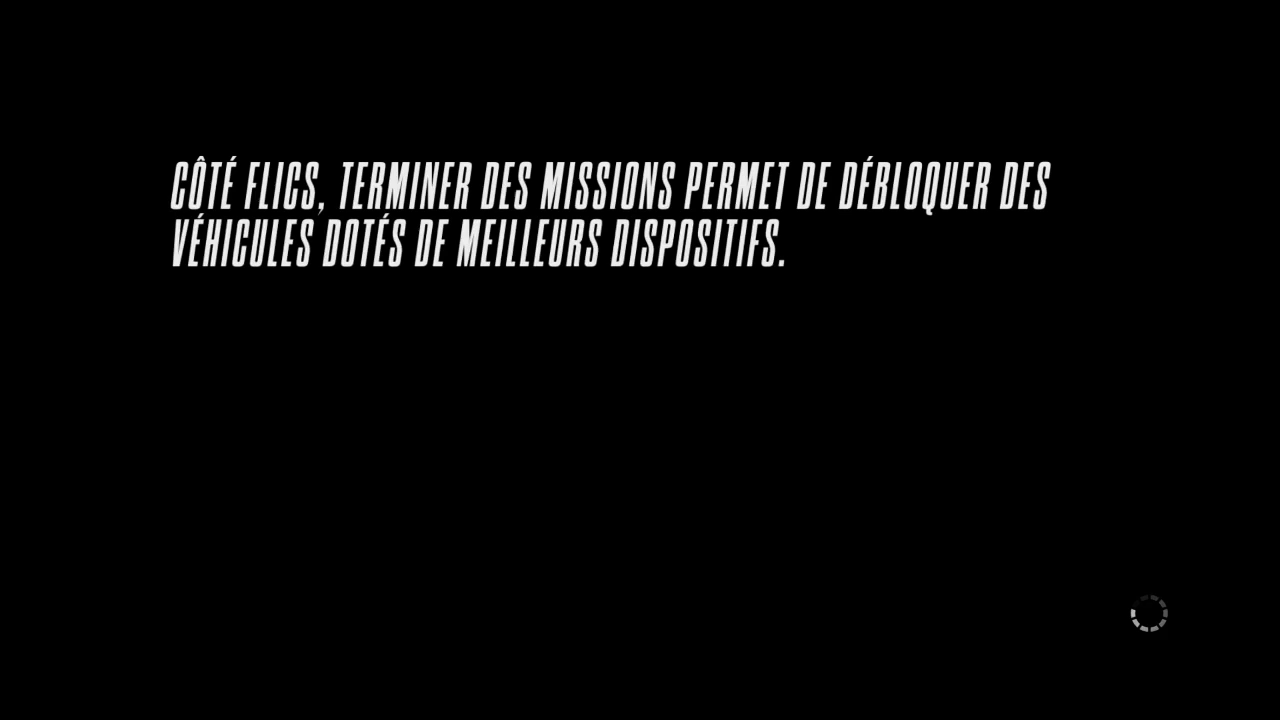 CÔTÉ FLICS, TERMINER DES MISSIONS PERMET DE DÉBLOQUER DES
VÉHICULES DOTÉS DE MEILLEURS DISPOSITIFS.